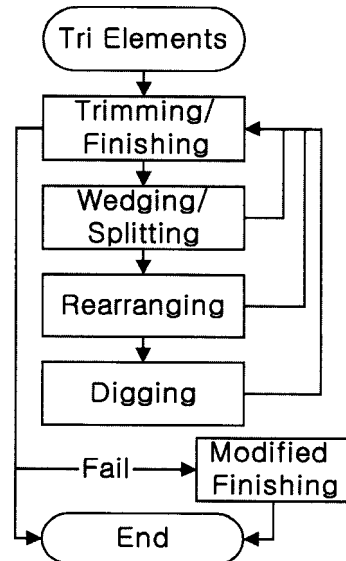 Tri Elements
Trimming/
Finishing
Wedging/
Splitting
Rearranging
Digging
Fail
Modified
Finishing
End